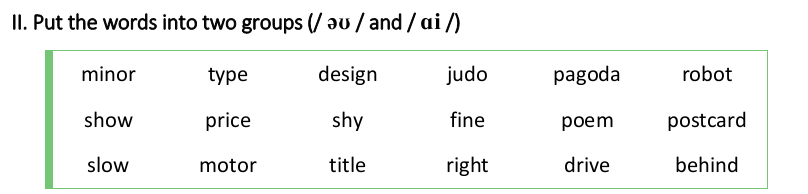 II. Put the words into two groups (/ əʊ / and / ɑi /)
minor type design judo pagoda robot
show price shy fine poem postcard
slow motor title right drive behind